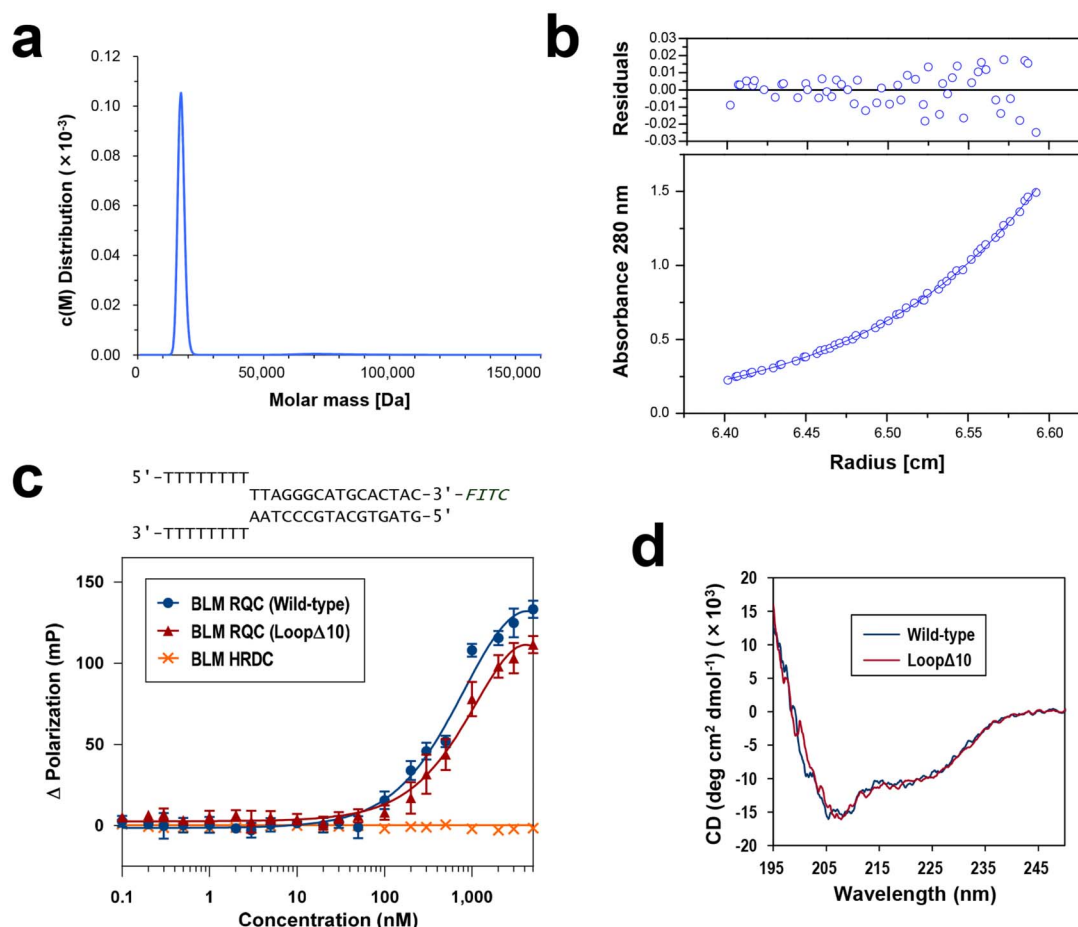 a
c(M) Distribution ( × 10⁻³)
0.12
0.10
0.08
0.06
0.04
0.02
0.00
0
50,000
100,000
150,000
Molar mass [Da]
b
Residuals
0.03
0.02
0.01
0.00
-0.01
-0.02
-0.03
Absorbance 280 nm
1.5
1.0
0.5
0.0
6.40
6.45
6.50
6.55
6.60
Radius [cm]
c
5'-TTTTTTTT
TTAGGGCATGCACTAC-3'-FITC
AATCCCGTACGTGATG-5'
3'-TTTTTTTT
Δ Polarization (mP)
150
100
50
0
BLM RQC (Wild-type)
BLM RQC (LoopΔ10)
BLM HRDC
0.1
1
10
100
1,000
Concentration (nM)
d
CD (deg cm² dmol⁻¹) ( × 10³)
20
15
10
5
0
-5
-10
-15
-20
Wild-type
LoopΔ10
195
205
215
225
235
245
Wavelength (nm)